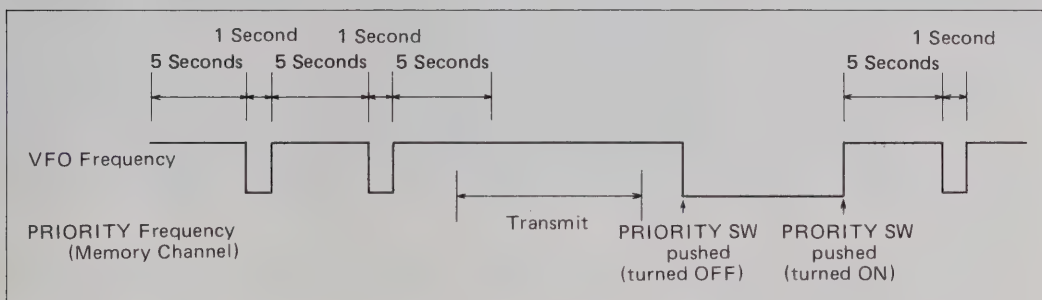 1 Second 1 Second 1 Second
5 Seconds 5 Seconds 5 Seconds 5 Seconds
VFO Frequency
Transmit
PRIORITY Frequency
(Memory Channel)
PRIORITY SW
pushed
(turned OFF)
PRORITY SW
pushed
(turned ON)